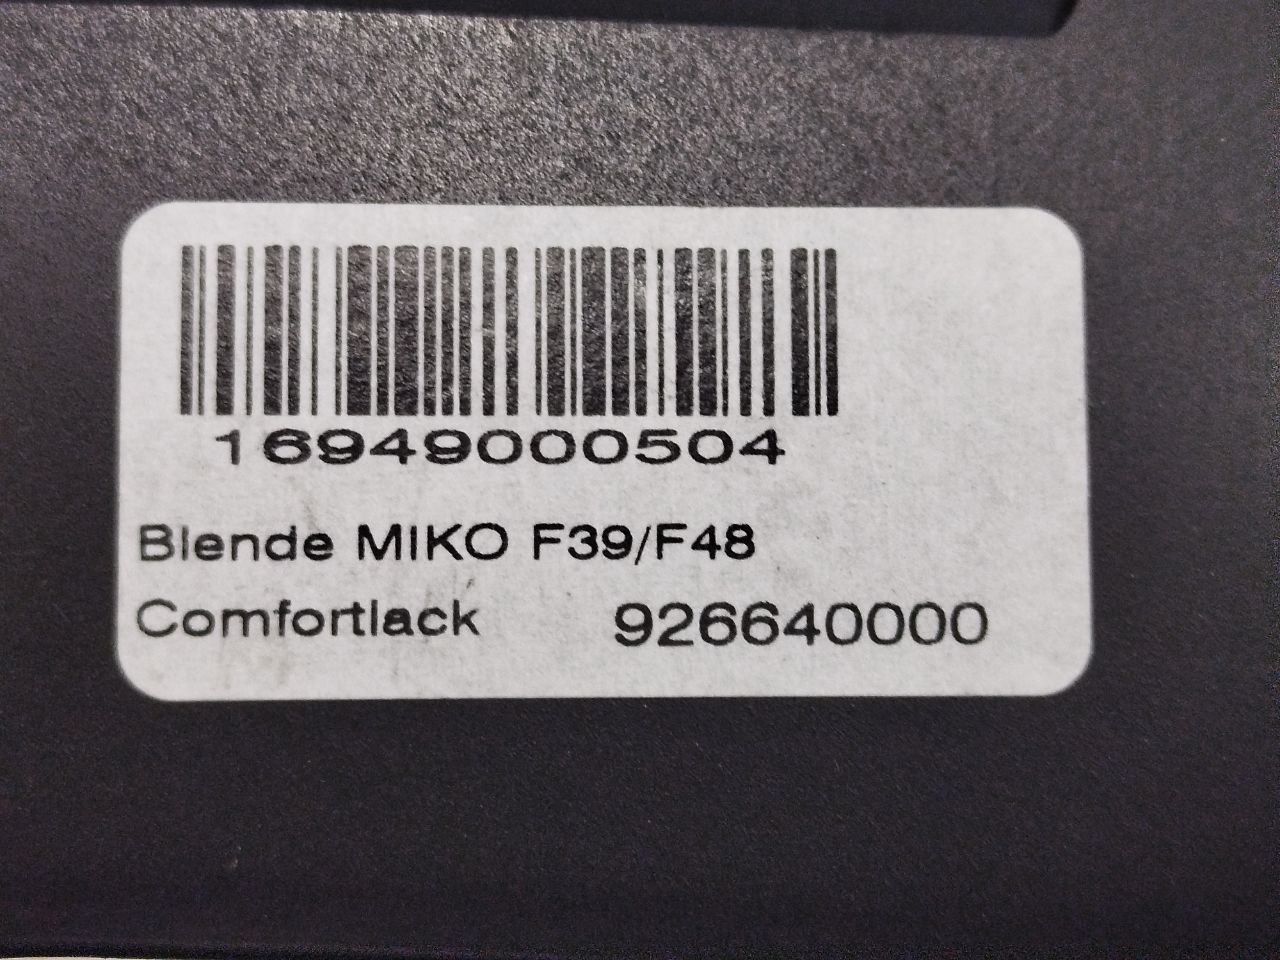 16949000504
Blende MIKO F39/F48
Comfortlack 926640000